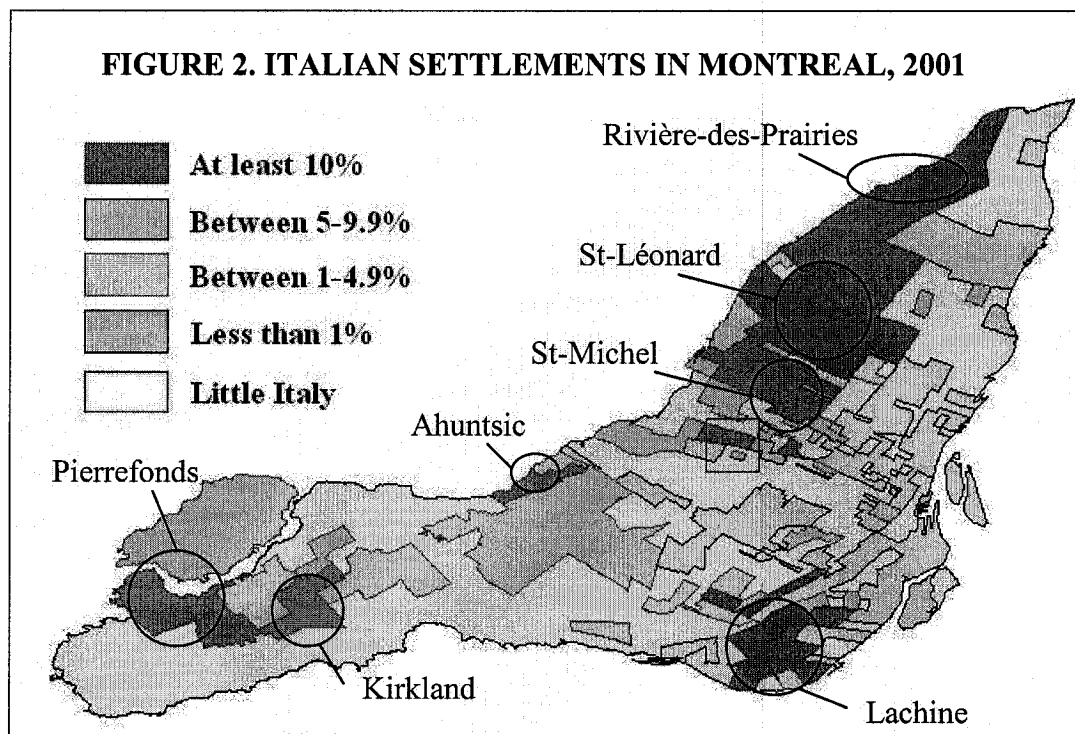 FIGURE 2. ITALIAN SETTLEMENTS IN MONTREAL, 2001
At least 10%
Between 5-9.9%
Between 1-4.9%
Less than 1%
Little Italy
Rivière-des-Prairies
St-Léonard
St-Michel
Ahuntsic
Pierrefonds
Kirkland
Lachine